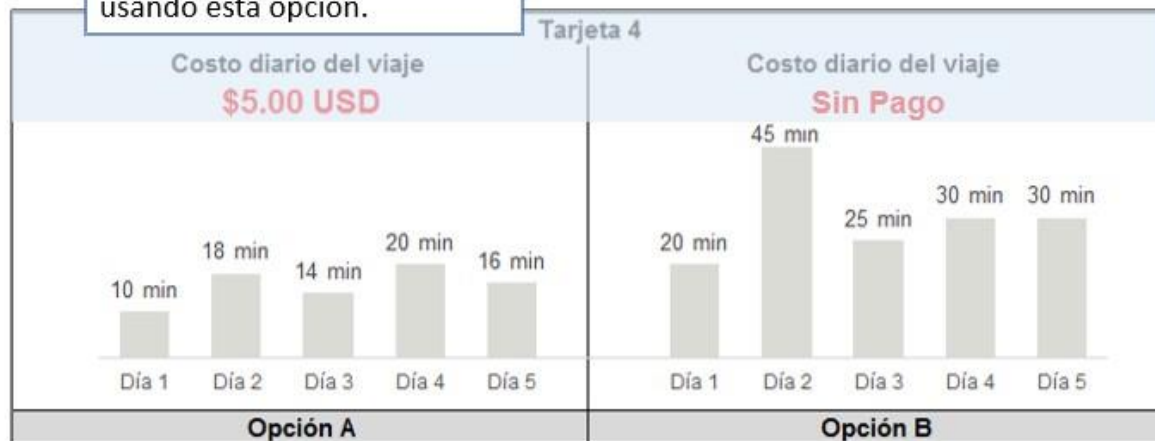 usando esta opción.
Tarjeta 4
Costo diario del viaje
$5.00 USD
10 min
18 min
14 min
20 min
16 min
Día 1 Día 2 Día 3 Día 4 Día 5
Opción A
Costo diario del viaje
Sin Pago
20 min
45 min
25 min
30 min
30 min
Día 1 Día 2 Día 3 Día 4 Día 5
Opción B